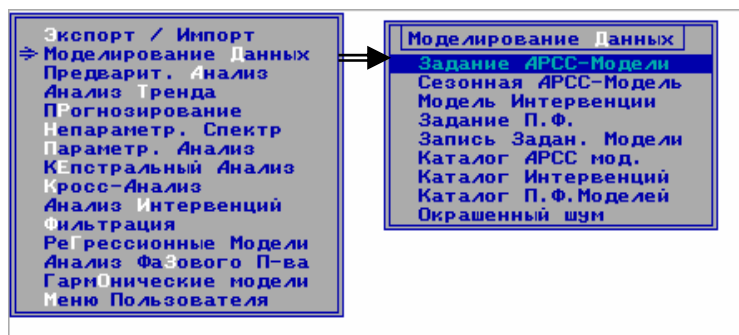 Экспорт / Импорт
Моделирование Данных
Предварит. Анализ
Анализ Тренда
ПРогнозирование
Непараметр. Спектр
Параметр. Анализ
КЕпстральный Анализ
Кросс-Анализ
Анализ Интервенций
Фильтрация
РеГрессионные Модели
Анализ ФаЗового П-ва
ГармОнические модели
Меню Пользователя
Моделирование Данных
Задание АРСС-Модели
Сезонная АРСС-Модель
Модель Интервенции
Задание П.Ф.
Запись Задан. Модели
Каталог АРСС мод.
Каталог Интервенций
Каталог П.Ф.Моделей
Окрашенный шум